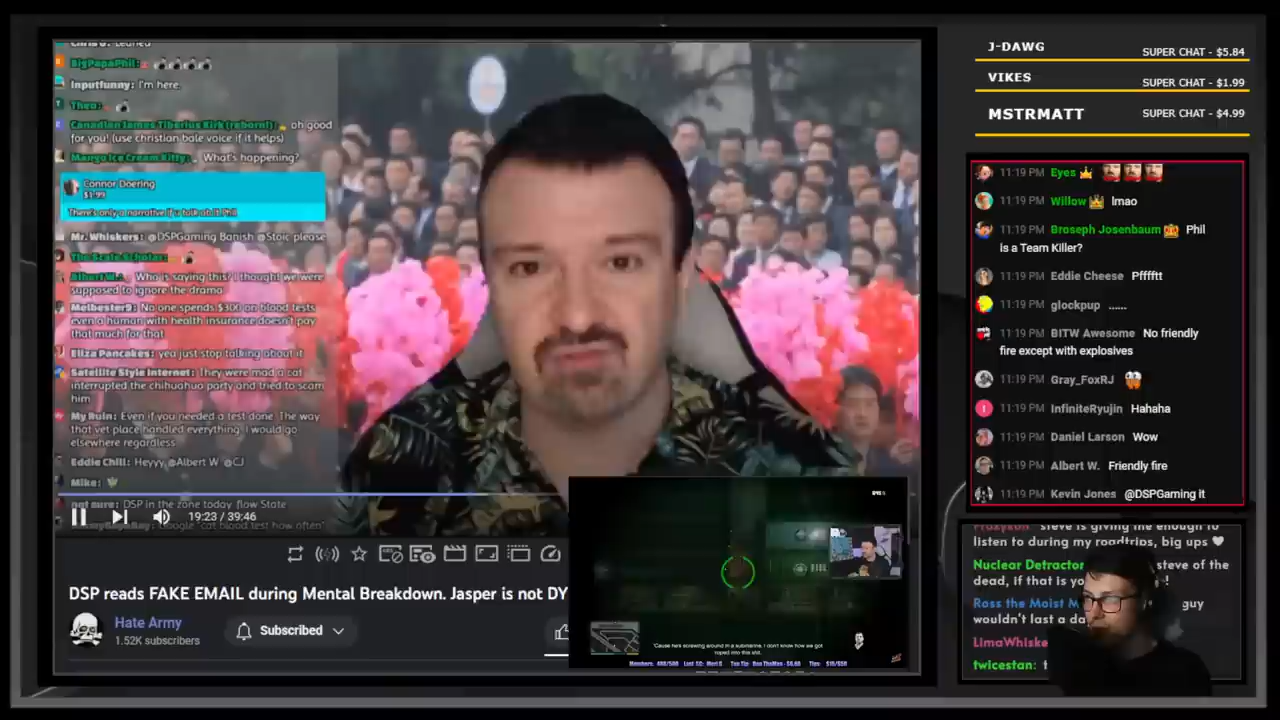 Chris G: Leaned
BigPapaPhil:
Inputfunny: I'm here
Theo:
Canadian James Tiberius Kirk (reborn!): oh good
for you! (use christian bale voice if it helps)
Mango Ice Cream Kitty: What's happening?
Connor Doering
$1.99
There's only a narrative if u talk about it Phil
Mr. Whiskers: @DSPGaming Banish @Stoic please
The Scale Scholar:
Albert W.: Who is saying this? I thought we were
supposed to ignore the drama
Melbester9: No one spends $300 on blood tests
even a human with health insurance doesn't pay
that much for that
Eliza Pancakes: yea just stop talking about it
Satellite Style Internet: They were mad a cat
interrupted the chihuahua party and tried to scam
him
My Ruin: Even if you needed a test done. The way
that vet place handled everything, I would go
elsewhere regardless
Eddie Chill: Heyyy @Albert W @CJ
Mike:
not sure: DSP in the zone today flow State
Google "cat blood test how often"
19:23 / 39:46
DSP reads FAKE EMAIL during Mental Breakdown. Jasper is not DY
Hate Army
1.52K subscribers
Subscribed
'Cause he's screwing around in a submarine. I don't know how we got
roped into this shit.
J-DAWG
SUPER CHAT - $5.84
VIKES
SUPER CHAT - $1.99
MSTRMATT
SUPER CHAT - $4.99
11:19 PM Eyes
11:19 PM Willow lmao
11:19 PM Broseph Josenbaum Phil
is a Team Killer?
11:19 PM Eddie Cheese Pfffftt
11:19 PM glockpup ......
11:19 PM BITW Awesome No friendly
fire except with explosives
11:19 PM Gray_FoxRJ
11:19 PM InfiniteRyujin Hahaha
11:19 PM Daniel Larson Wow
11:19 PM Albert W. Friendly fire
11:19 PM Kevin Jones @DSPGaming it
steve is giving me enough to
listen to during my roadtrips, big ups
Nuclear Detractor steve of the
dead, if that is yo
Ross the Moist M guy
wouldn't last a da
LimaWhiske
twicestan: t